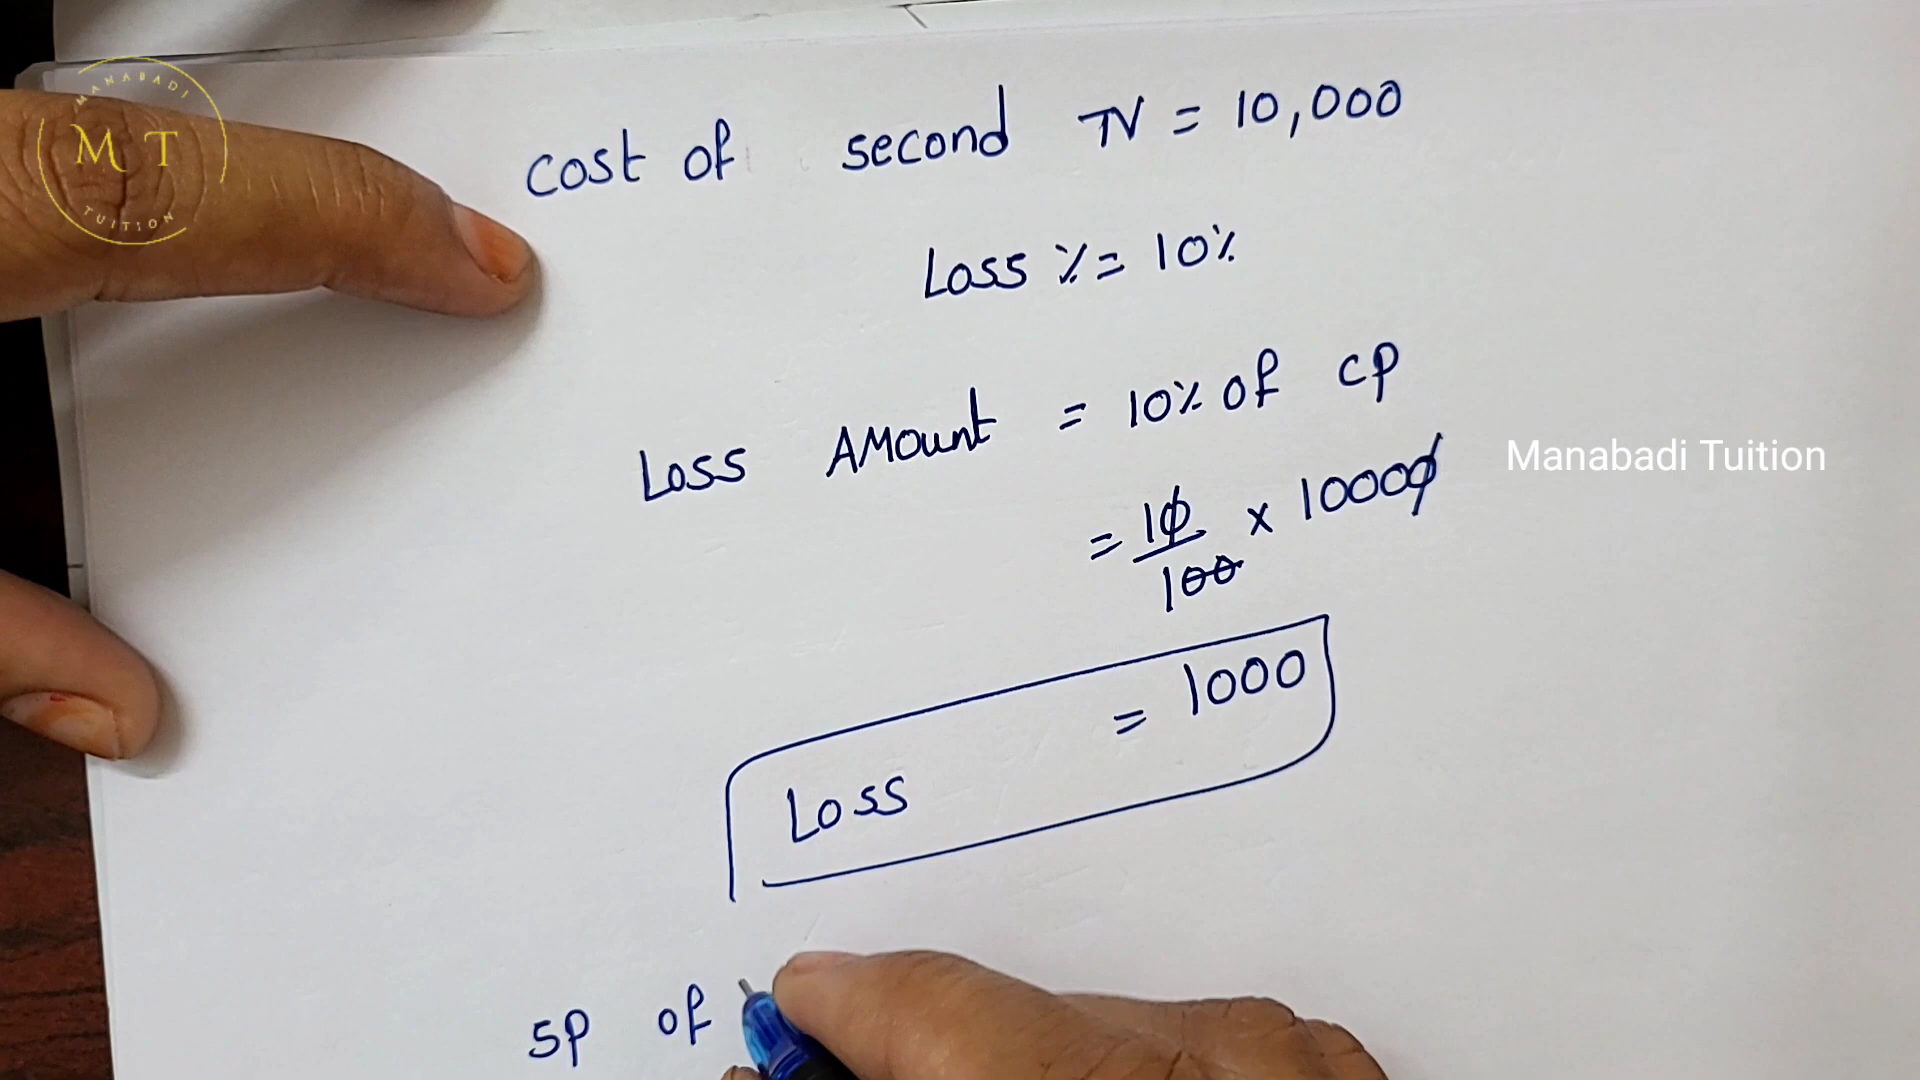 MANABADI
MT
TUITION
cost of second TV = 10,000
Loss % = 10%
Loss AMount = 10% of CP
Manabadi Tuition
= 10/100 x 10000
Loss = 1000
SP of